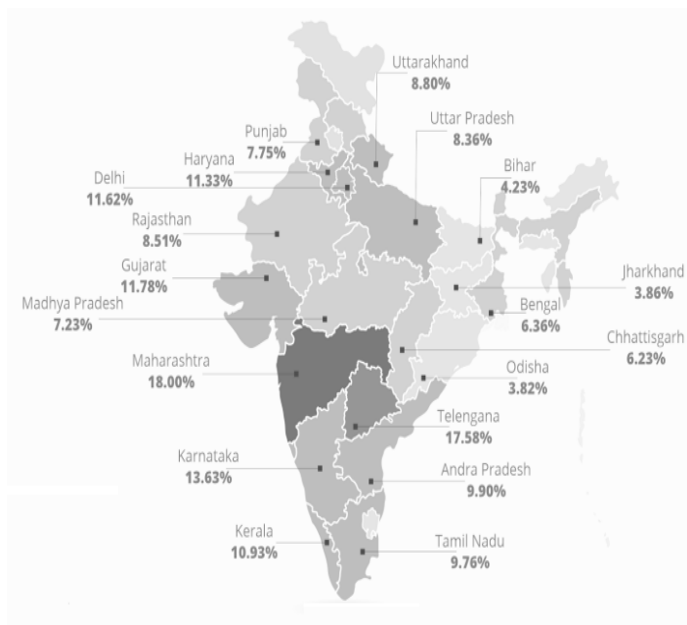 Uttarakhand
8.80%
Uttar Pradesh
8.36%
Punjab
7.75%
Haryana
11.33%
Bihar
4.23%
Delhi
11.62%
Rajasthan
8.51%
Gujarat
11.78%
Jharkhand
3.86%
Madhya Pradesh
7.23%
Bengal
6.36%
Chhattisgarh
6.23%
Maharashtra
18.00%
Odisha
3.82%
Telengana
17.58%
Karnataka
13.63%
Andra Pradesh
9.90%
Kerala
10.93%
Tamil Nadu
9.76%